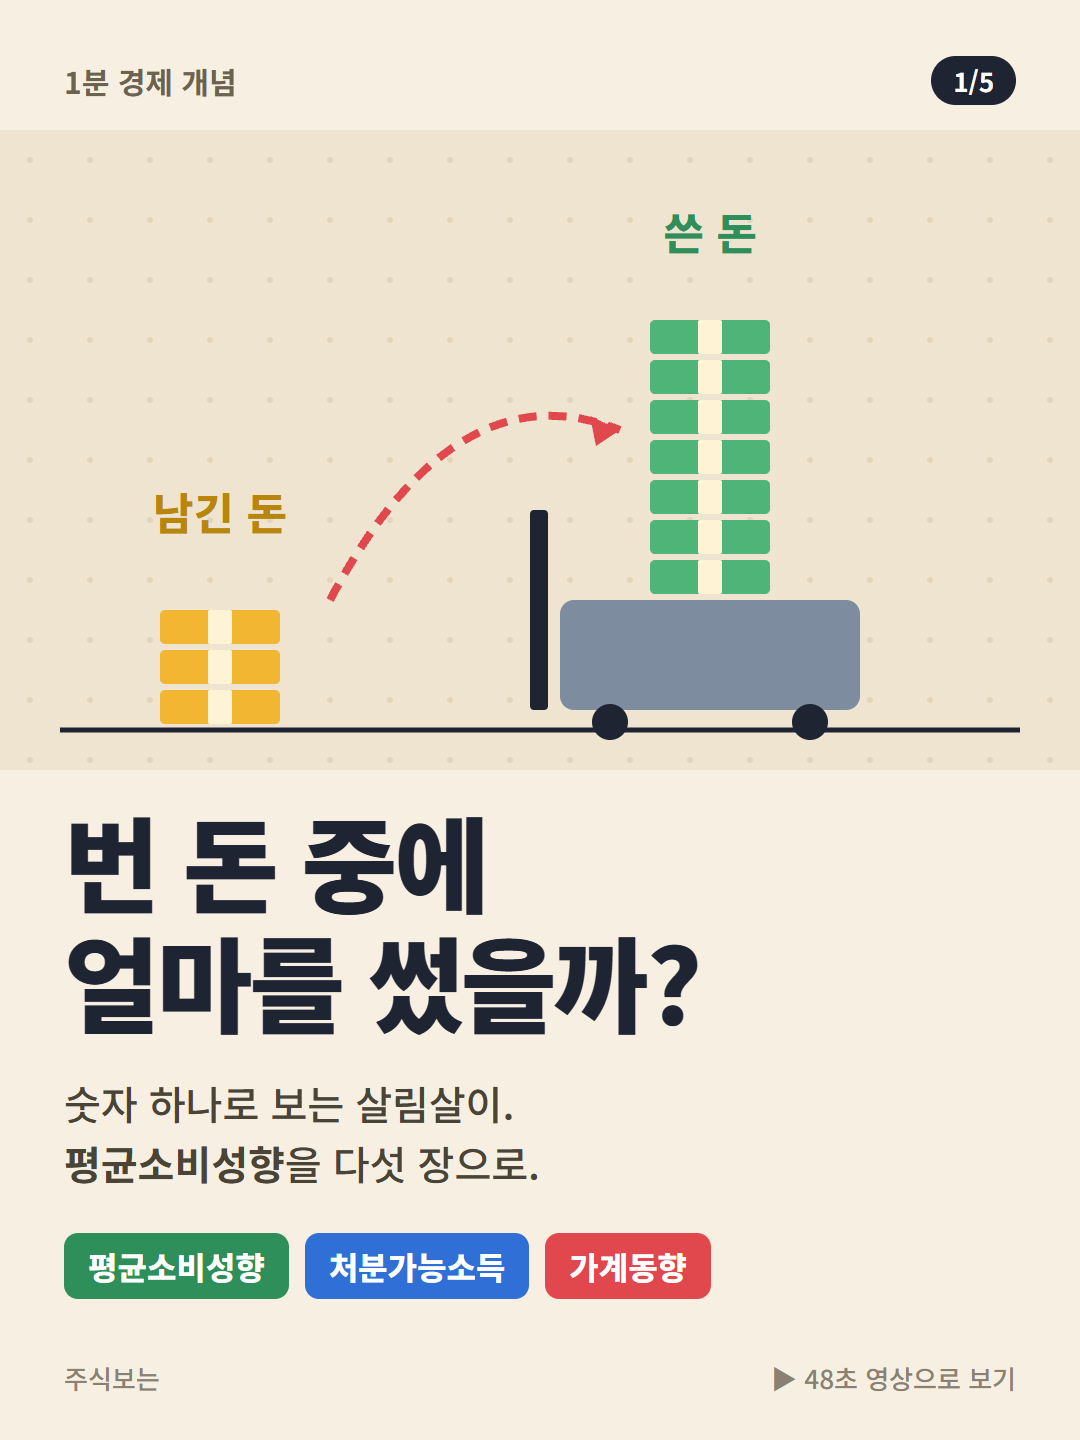 1분 경제 개념
1/5
쓴 돈
남긴 돈
번 돈 중에
얼마를 썼을까?
숫자 하나로 보는 살림살이.
평균소비성향을 다섯 장으로.
평균소비성향
처분가능소득
가계동향
주식보는
▶ 48초 영상으로 보기